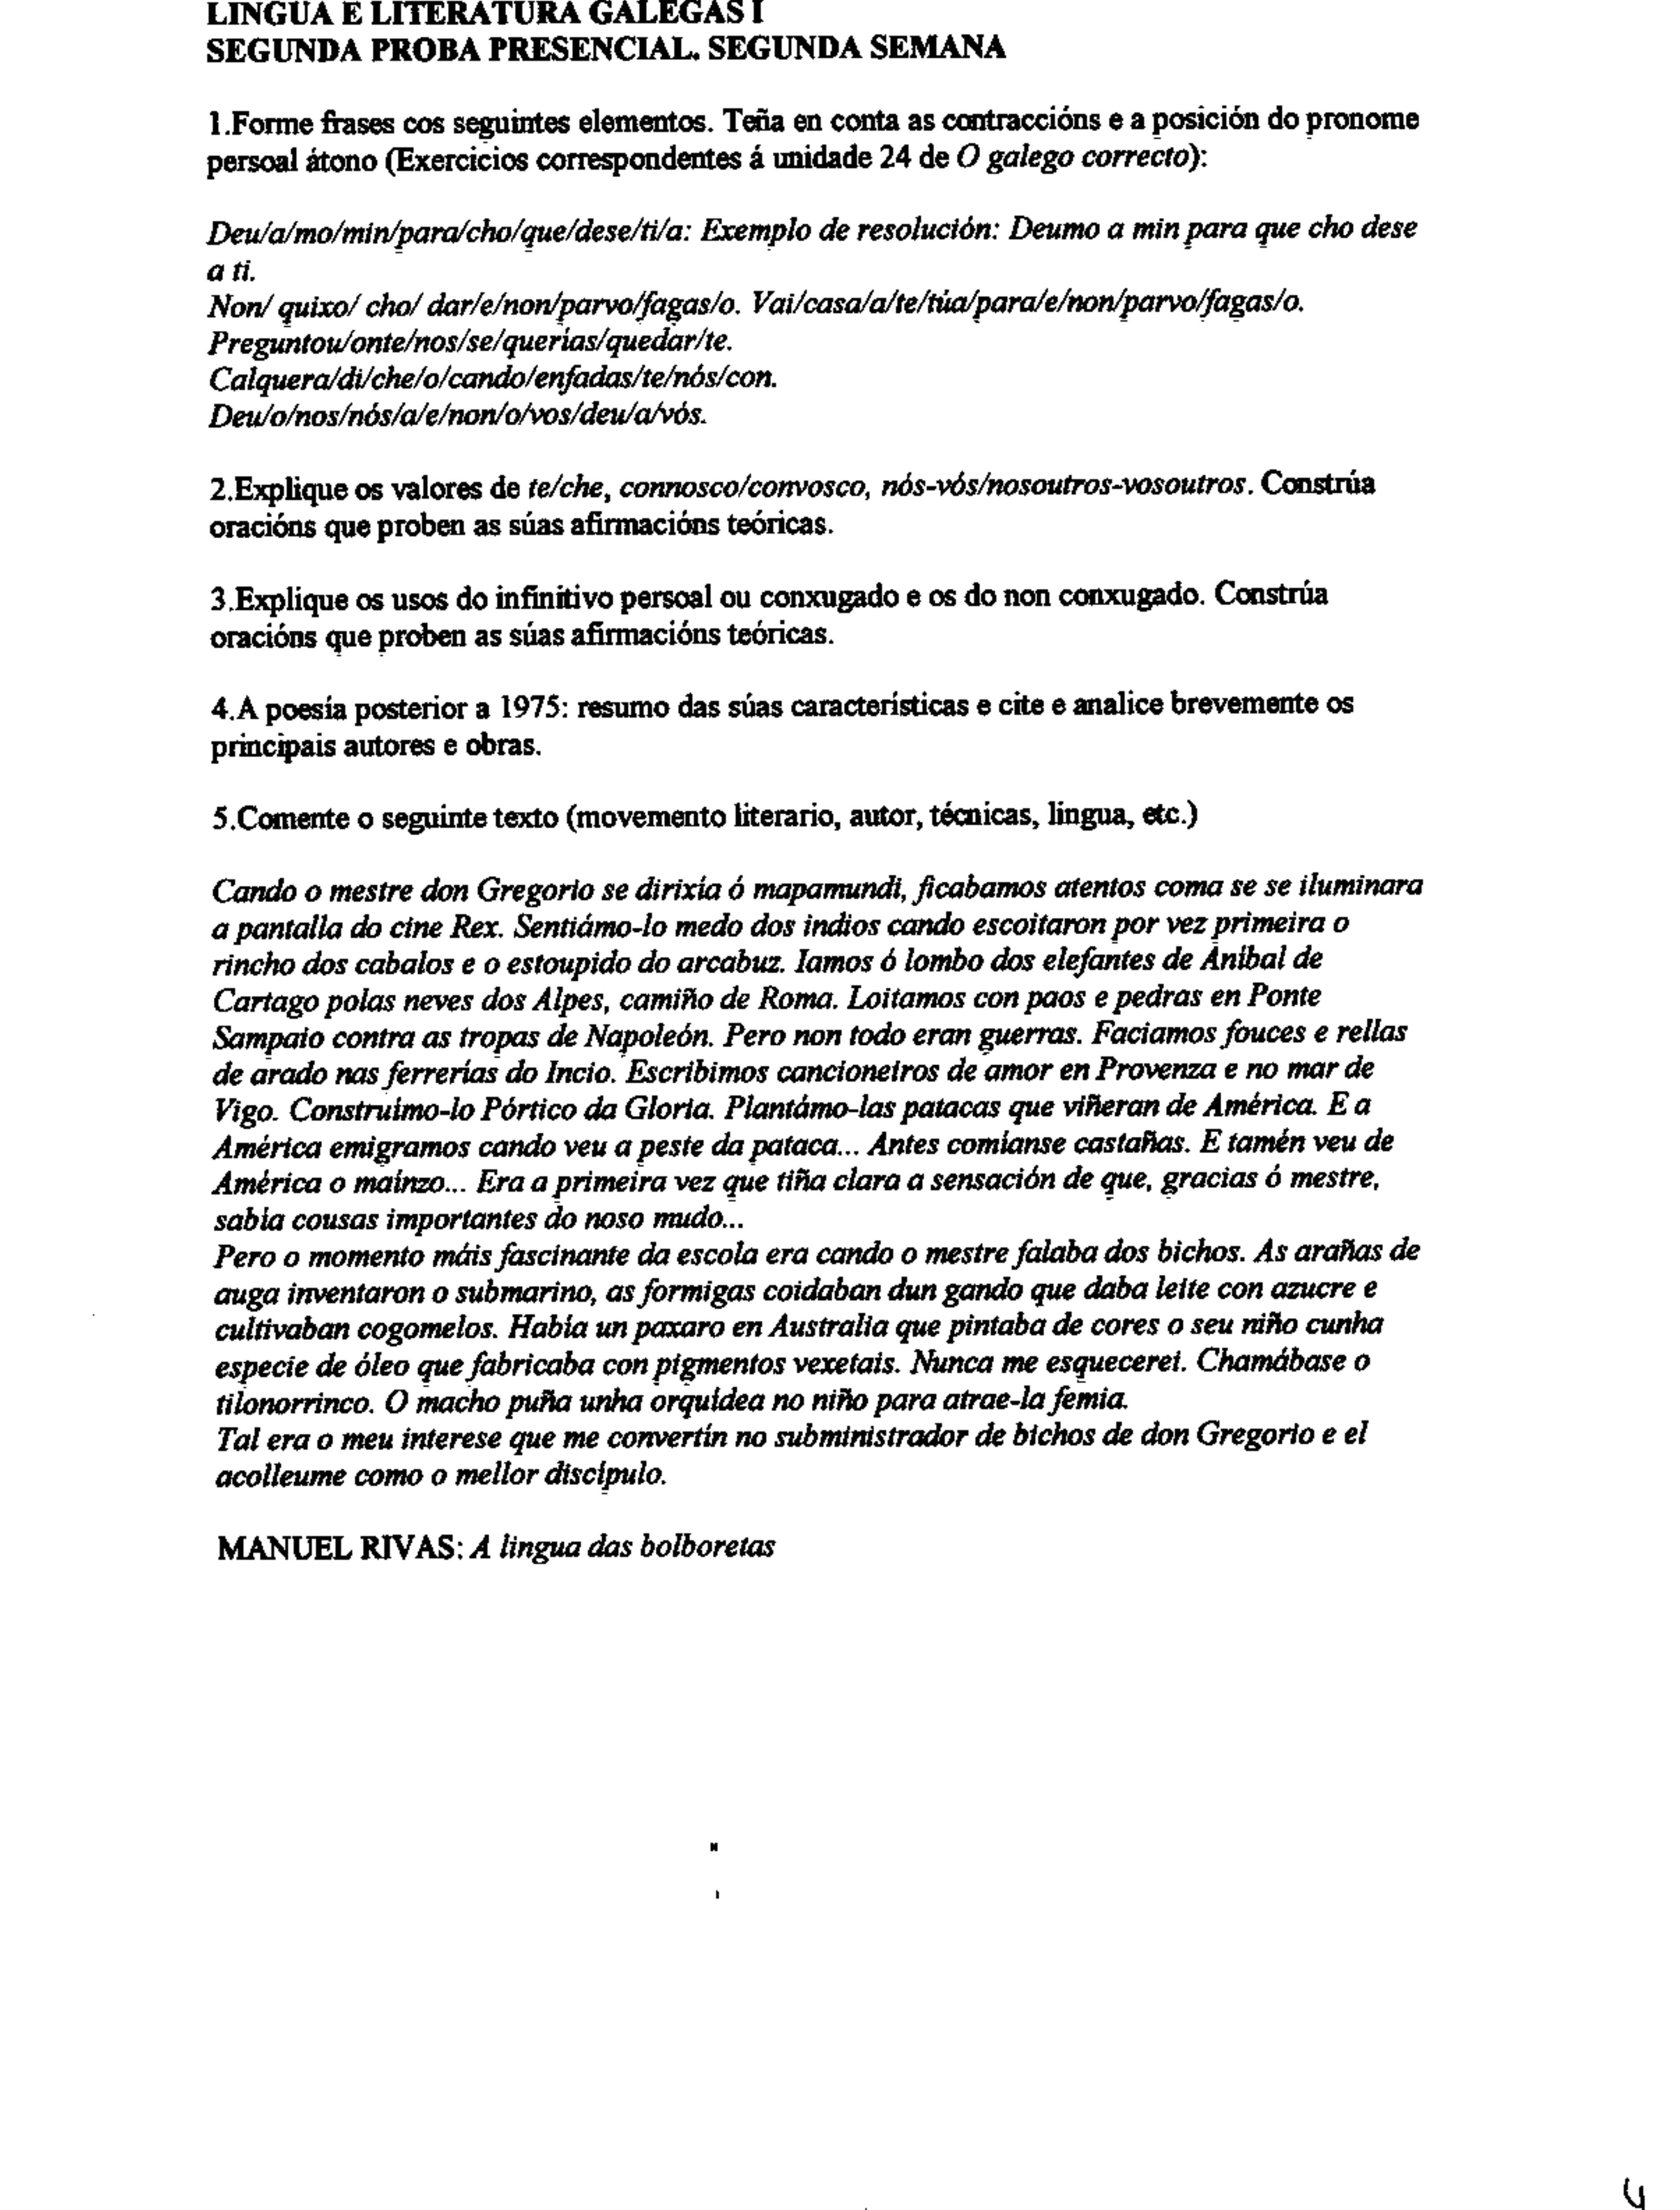 LINGUA E LITERATURA GALEGAS I
SEGUNDA PROBA PRESENCIAL. SEGUNDA SEMANA
1.Forme frases cos seguintes elementos. Teña en conta as contraccións e a posición do pronome
persoal átono (Exercicios correspondentes á unidade 24 de O galego correcto):
Deu/a/mo/min/para/cho/que/dese/ti/a: Exemplo de resolución: Deumo a min para que cho dese
a ti.
Non/ quixo/ cho/ dar/e/non/parvo/fagas/o. Vai/casa/a/te/túa/para/e/non/parvo/fagas/o.
Preguntou/onte/nos/se/querías/quedar/te.
Calquera/di/che/o/cando/enfadas/te/nós/con.
Deu/o/nos/nós/a/e/non/o/vos/deu/a/vós.
2.Explique os valores de te/che, connosco/convosco, nós-vós/nosoutros-vosoutros. Constrúa
oracións que proben as súas afirmacións teóricas.
3.Explique os usos do infinitivo persoal ou conxugado e os do non conxugado. Constrúa
oracións que proben as súas afirmacións teóricas.
4.A poesía posterior a 1975: resumo das súas características e cite e analice brevemente os
principais autores e obras.
5.Comente o seguinte texto (movemento literario, autor, técnicas, lingua, etc.)
Cando o mestre don Gregorio se dirixía ó mapamundi, ficabamos atentos coma se se iluminara
a pantalla do cine Rex. Sentiámo-lo medo dos indios cando escoitaron por vez primeira o
rincho dos cabalos e o estoupido do arcabuz. Iamos ó lombo dos elefantes de Aníbal de
Cartago polas neves dos Alpes, camiño de Roma. Loitamos con paos e pedras en Ponte
Sampaio contra as tropas de Napoleón. Pero non todo eran guerras. Faciamos fouces e rellas
de arado nas ferrerías do Incio. Escribimos cancioneiros de amor en Provenza e no mar de
Vigo. Construímo-lo Pórtico da Gloria. Plantámo-las patacas que viñeran de América. E a
América emigramos cando veu a peste da pataca... Antes comíanse castañas. E tamén veu de
América o maínzo... Era a primeira vez que tiña clara a sensación de que, gracias ó mestre,
sabía cousas importantes do noso mudo...
Pero o momento máis fascinante da escola era cando o mestre falaba dos bichos. As arañas de
auga inventaron o submarino, as formigas coidaban dun gando que daba leite con azucre e
cultivaban cogomelos. Había un paxaro en Australia que pintaba de cores o seu niño cunha
especie de óleo que fabricaba con pigmentos vexetais. Nunca me esquecerei. Chamábase o
tilonorrinco. O macho puña unha orquídea no niño para atrae-la femia.
Tal era o meu interese que me convertín no subministrador de bichos de don Gregorio e el
acolleume como o mellor discípulo.
MANUEL RIVAS: A lingua das bolboretas